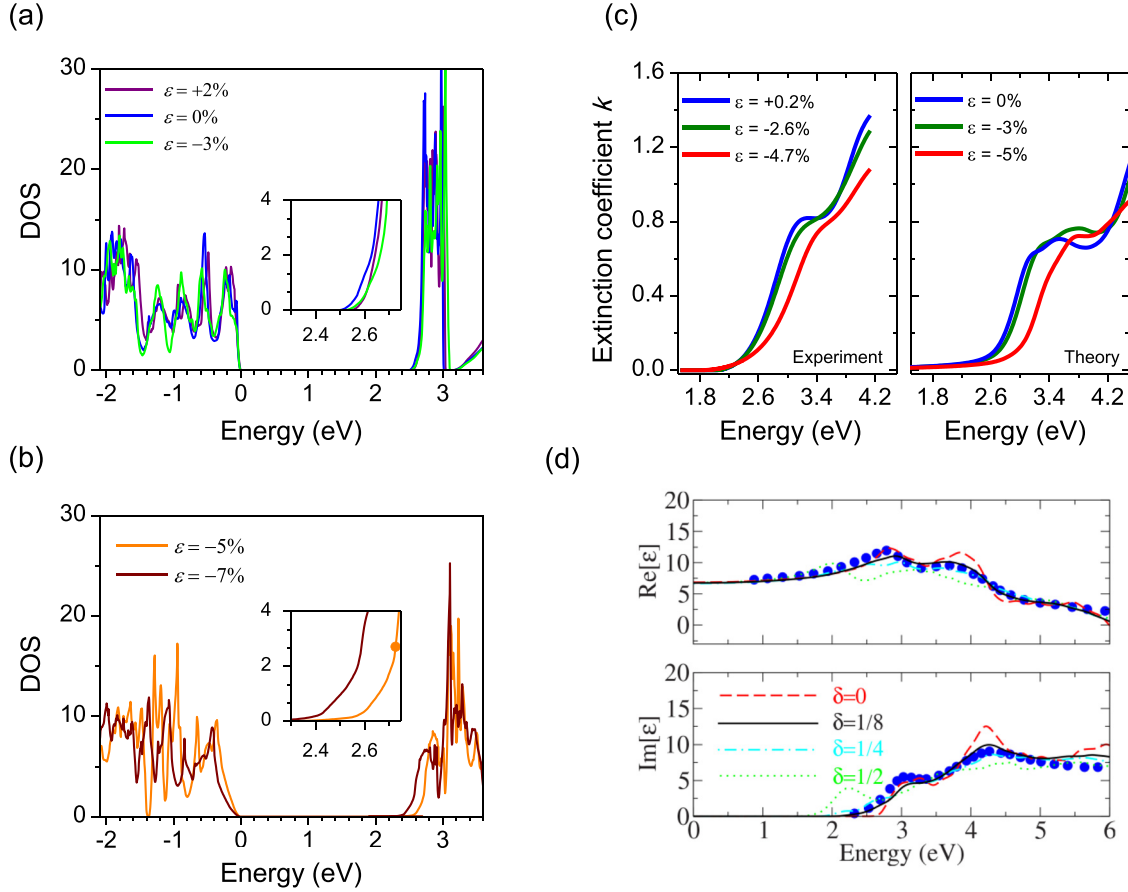 (a)
30
20
10
0
DOS
ε = +2%
ε = 0%
ε = −3%
4
2
0
2.4 2.6
-2 -1 0 1 2 3
Energy (eV)
(b)
30
20
10
0
DOS
ε = −5%
ε = −7%
4
2
0
2.4 2.6
-2 -1 0 1 2 3
Energy (eV)
(c)
1.6
1.2
0.8
0.4
0.0
Extinction coefficient k
ε = +0.2%
ε = -2.6%
ε = -4.7%
Experiment
1.8 2.6 3.4 4.2
Energy (eV)
ε = 0%
ε = -3%
ε = -5%
Theory
1.8 2.6 3.4 4.2
Energy (eV)
(d)
20
15
10
5
0
Re[ε]
20
15
10
5
0
Im[ε]
δ=0
δ=1/8
δ=1/4
δ=1/2
0 1 2 3 4 5 6
Energy (eV)